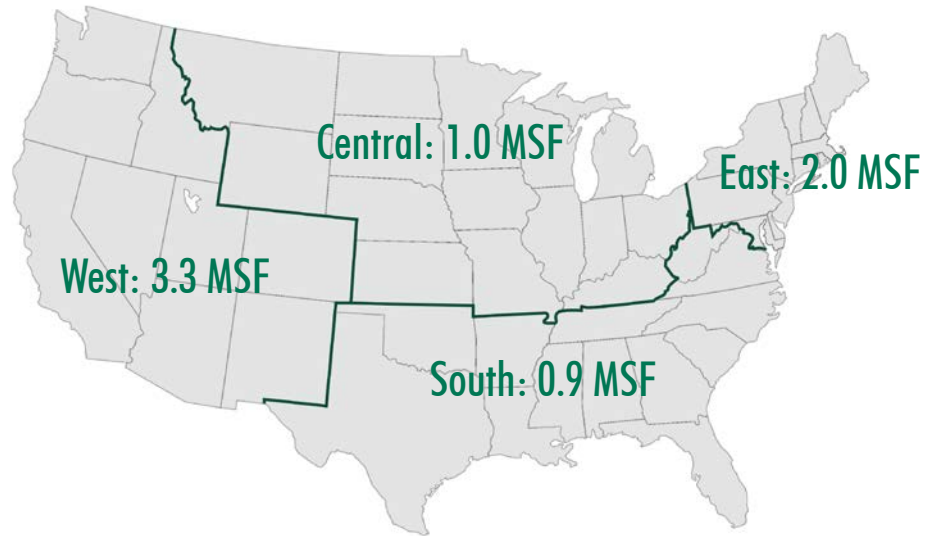 Central: 1.0 MSF
East: 2.0 MSF
West: 3.3 MSF
South: 0.9 MSF